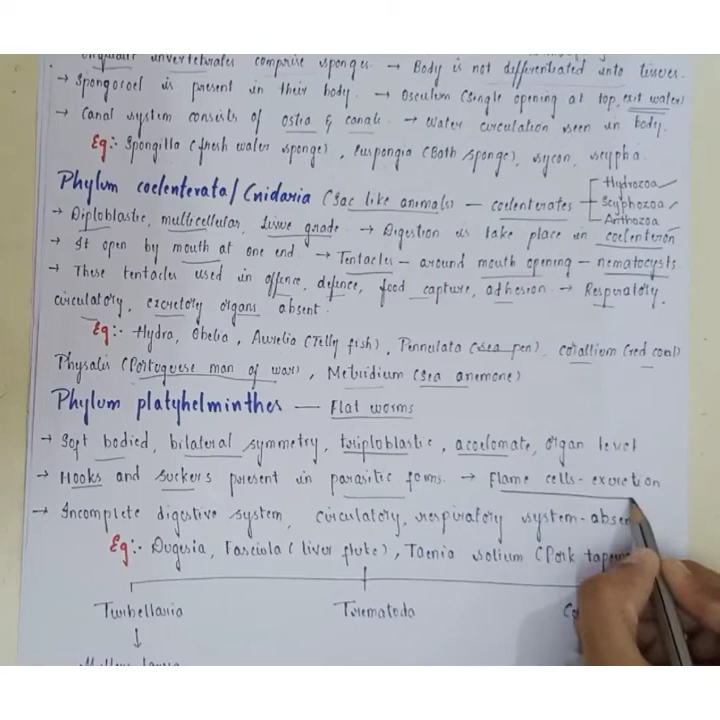 invertebrates comprise sponges. → Body is not differentiated into tissues.
→ Spongocoel is present in their body. → Osculum (single opening at top, exit water)
→ Canal system consists of ostia & canals. → Water circulation seen in body.
Eg:- Spongilla (fresh water sponge), Euspongia (Bath sponge), sycon, scypha.
Phylum coelenterata/Cnidaria (Sac like animals) — coelenterates
Hydrozoa
Scyphozoa
Anthozoa
→ Diploblastic, multicellular, tissue grade → Digestion is take place in coelenteron
→ It open by mouth at one end. → Tentacles - around mouth opening - nematocysts
→ These tentacles used in offence, defence, food capture, adhesion → Respiratory,
circulatory, excretory organs absent.
Eg:- Hydra, Obelia, Aurelia (Jelly fish), Pennulata (sea pen), corallium (red coral)
Physalis (Portuguese man of war), Metridium (Sea anemone)
Phylum platyhelminthes — Flat worms
→ Soft bodied, bilateral symmetry, triploblastic, acoelomate, organ level
→ Hooks and suckers present in parasitic forms. → Flame cells - excretion
→ Incomplete digestive system, circulatory, respiratory system - absen
Eg:- Dugesia, Fasciola (liver fluke), Taenia solium (Pork tape
Turbellaria Trematoda